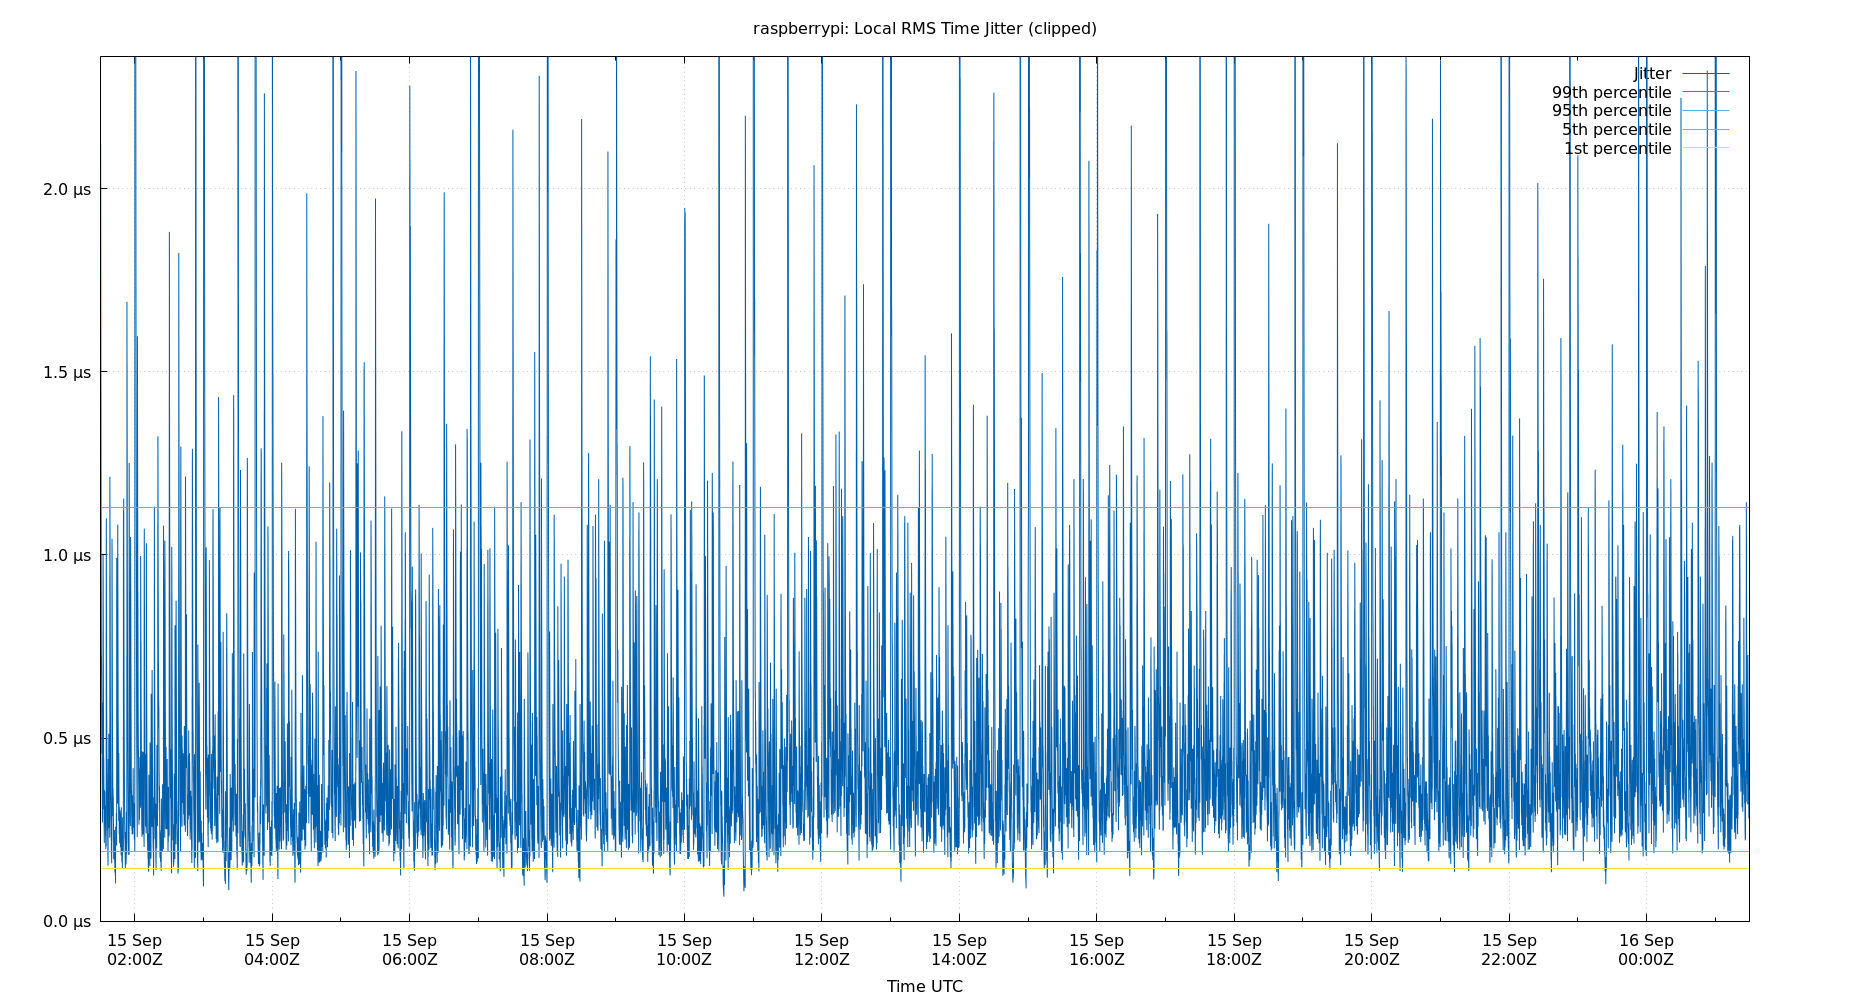 raspberrypi: Local RMS Time Jitter (clipped)
Jitter
99th percentile
95th percentile
5th percentile
1st percentile
2.0 µs
1.5 µs
1.0 µs
0.5 µs
0.0 µs
15 Sep 15 Sep 15 Sep 15 Sep 15 Sep 15 Sep 15 Sep 15 Sep 15 Sep 15 Sep 15 Sep 16 Sep
02:00Z 04:00Z 06:00Z 08:00Z 10:00Z 12:00Z 14:00Z 16:00Z 18:00Z 20:00Z 22:00Z 00:00Z
Time UTC